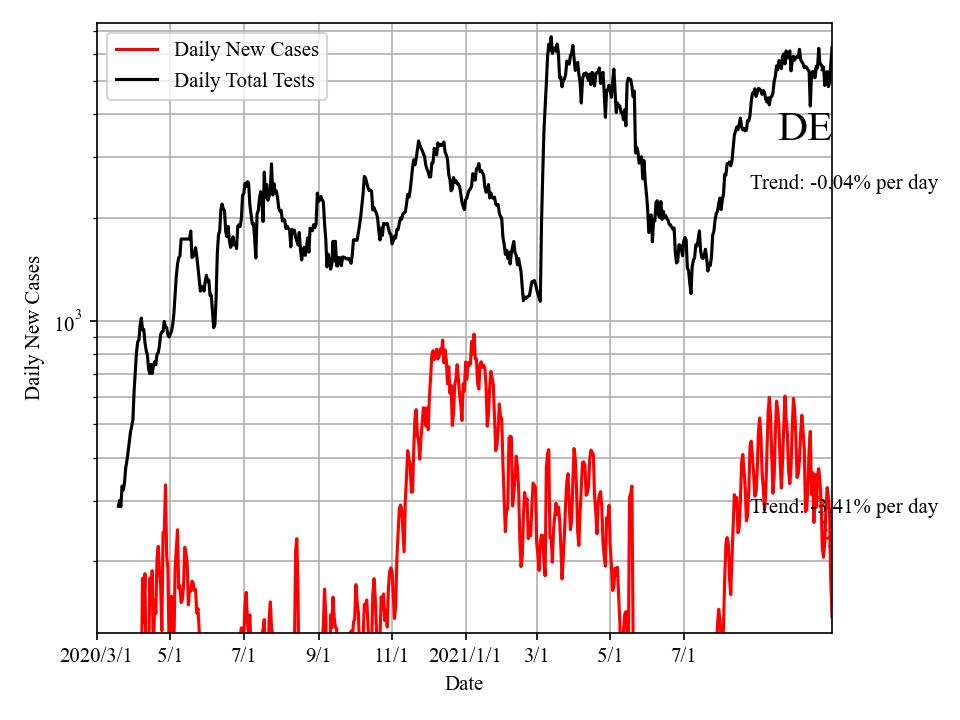 Daily New Cases
Daily Total Tests
DE
Trend: -0.04% per day
Trend: -3.41% per day
Daily New Cases
10³
2020/3/1 5/1 7/1 9/1 11/1 2021/1/1 3/1 5/1 7/1
Date